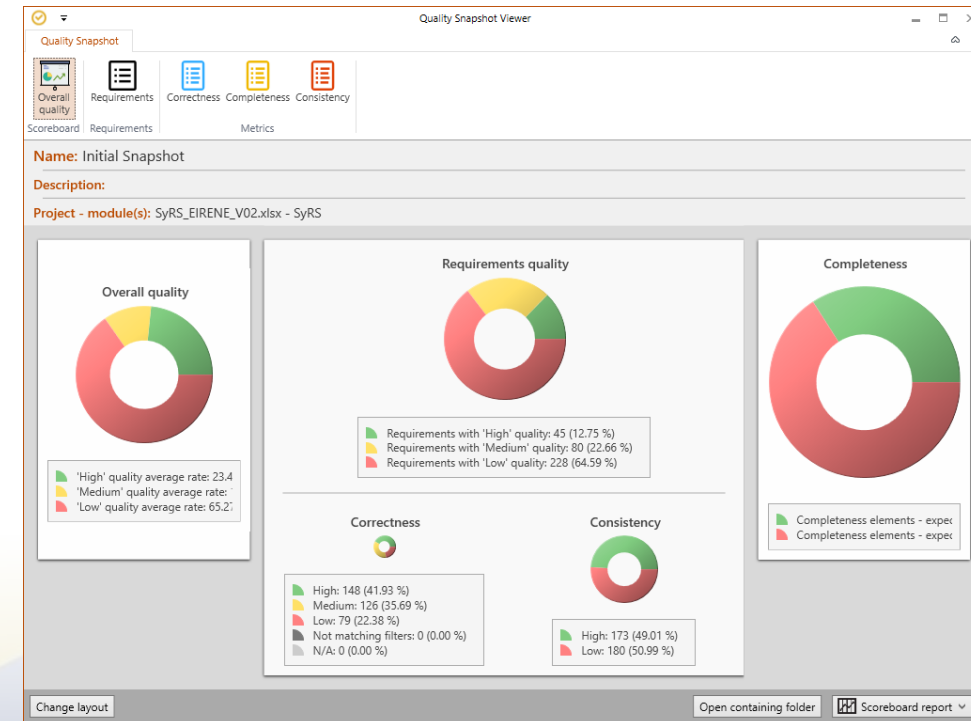 Quality Snapshot Viewer
Quality Snapshot
Overall quality
Requirements
Correctness
Completeness
Consistency
Scoreboard
Requirements
Metrics
Name: Initial Snapshot
Description:
Project - module(s): SyRS_EIRENE_V02.xlsx - SyRS
Overall quality
'High' quality average rate: 23.4
'Medium' quality average rate:
'Low' quality average rate: 65.27
Requirements quality
Requirements with 'High' quality: 45 (12.75 %)
Requirements with 'Medium' quality: 80 (22.66 %)
Requirements with 'Low' quality: 228 (64.59 %)
Correctness
High: 148 (41.93 %)
Medium: 126 (35.69 %)
Low: 79 (22.38 %)
Not matching filters: 0 (0.00 %)
N/A: 0 (0.00 %)
Consistency
High: 173 (49.01 %)
Low: 180 (50.99 %)
Completeness
Completeness elements - expec
Completeness elements - expec
Change layout
Open containing folder
Scoreboard report